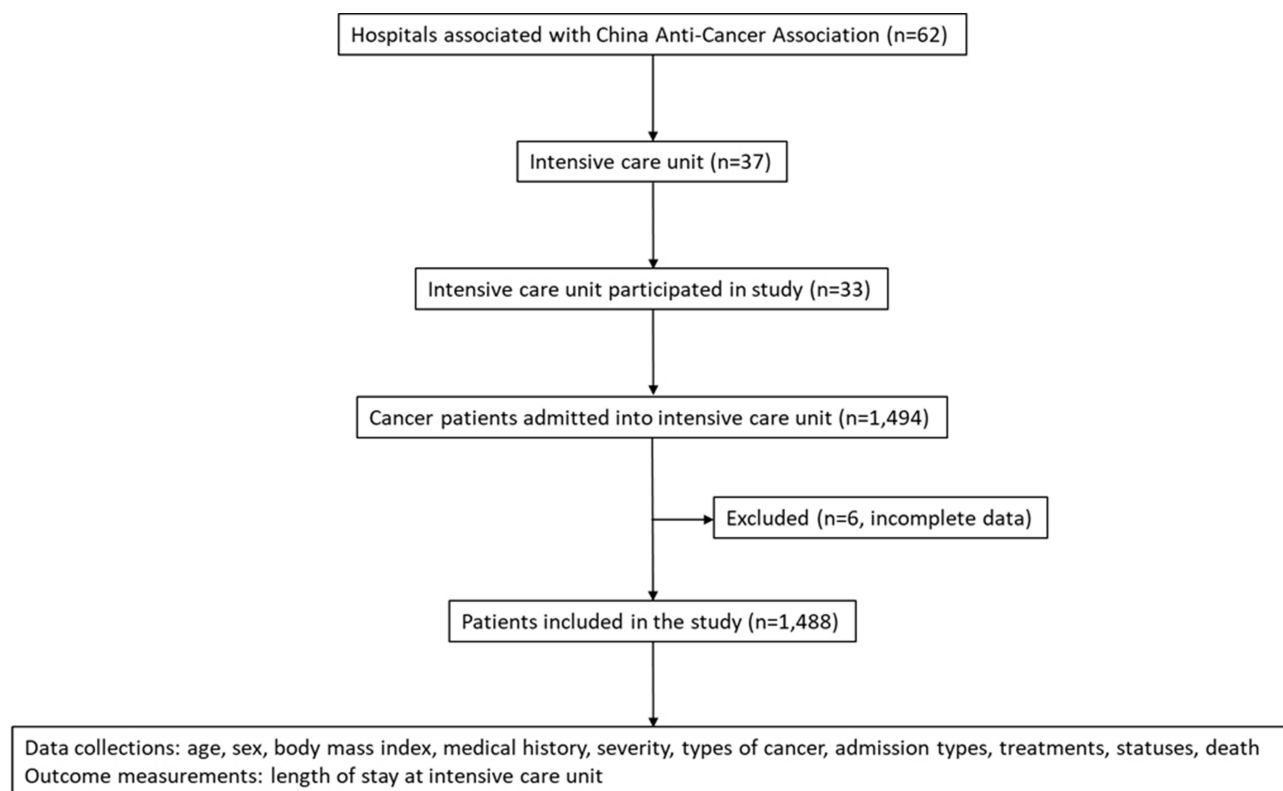 Hospitals associated with China Anti-Cancer Association (n=62)
Intensive care unit (n=37)
Intensive care unit participated in study (n=33)
Cancer patients admitted into intensive care unit (n=1,494)
Excluded (n=6, incomplete data)
Patients included in the study (n=1,488)
Data collections: age, sex, body mass index, medical history, severity, types of cancer, admission types, treatments, statuses, death
Outcome measurements: length of stay at intensive care unit